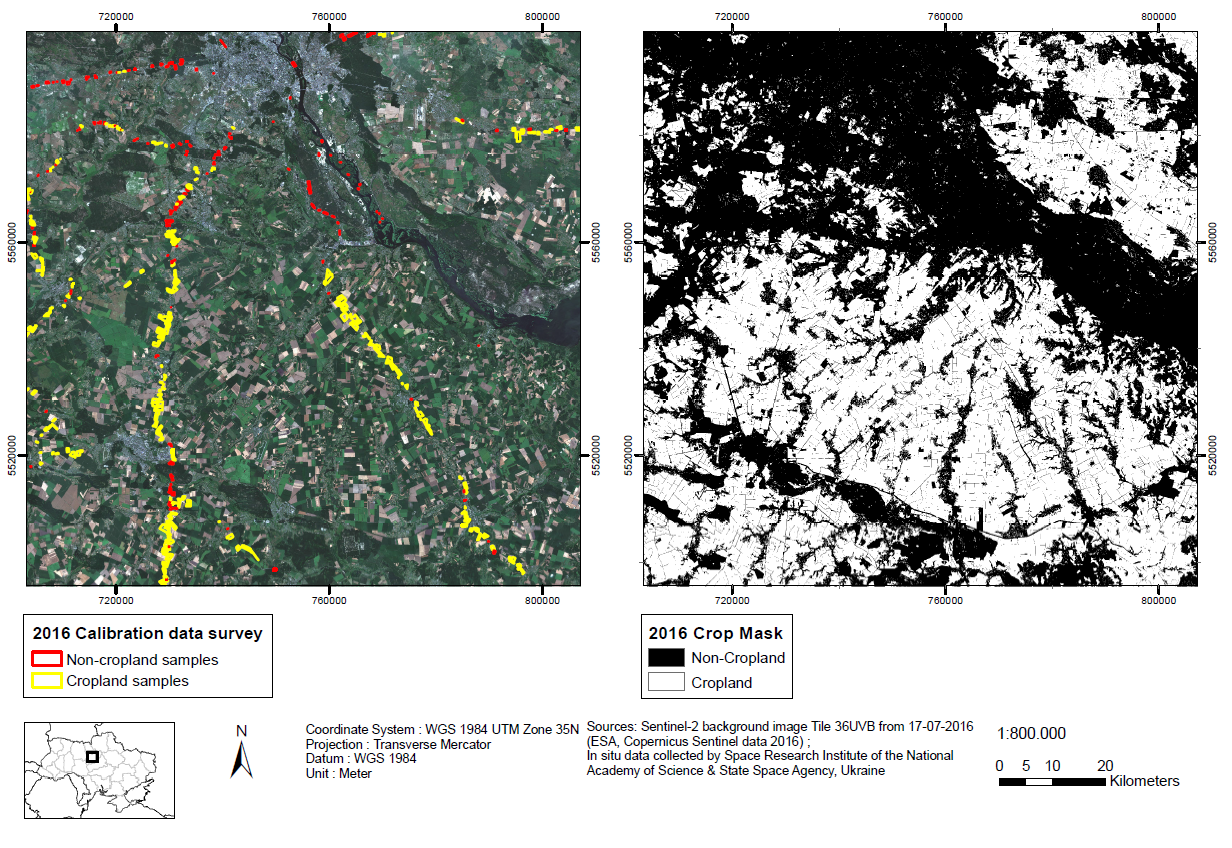 720000 760000 800000
720000 760000 800000
5560000
5560000
5560000
5560000
5520000
5520000
5520000
5520000
720000 760000 800000
720000 760000 800000
2016 Calibration data survey
Non-cropland samples
Cropland samples
2016 Crop Mask
Non-Cropland
Cropland
N
Coordinate System : WGS 1984 UTM Zone 35N
Projection : Transverse Mercator
Datum : WGS 1984
Unit : Meter
Sources: Sentinel-2 background image Tile 36UVB from 17-07-2016
(ESA, Copernicus Sentinel data 2016) ;
In situ data collected by Space Research Institute of the National
Academy of Science & State Space Agency, Ukraine
1:800.000
0 5 10 20
Kilometers